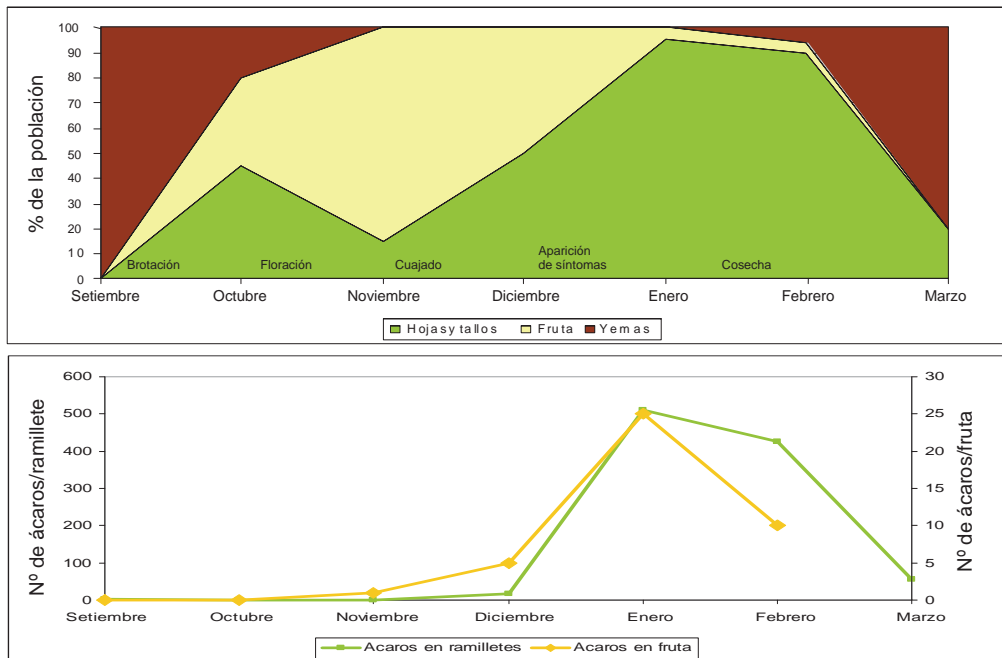 % de la población
100
90
80
70
60
50
40
30
20
10
0
Brotación
Floración
Cuajado
Aparición
de síntomas
Cosecha
Setiembre Octubre Noviembre Diciembre Enero Febrero Marzo
Hojas y tallos Fruta Yemas
Nº de ácaros/ramillete
600
500
400
300
200
100
0
30
25
20
15
10
5
0
Nº de ácaros/fruta
Setiembre Octubre Noviembre Diciembre Enero Febrero Marzo
Acaros en ramilletes Acaros en fruta